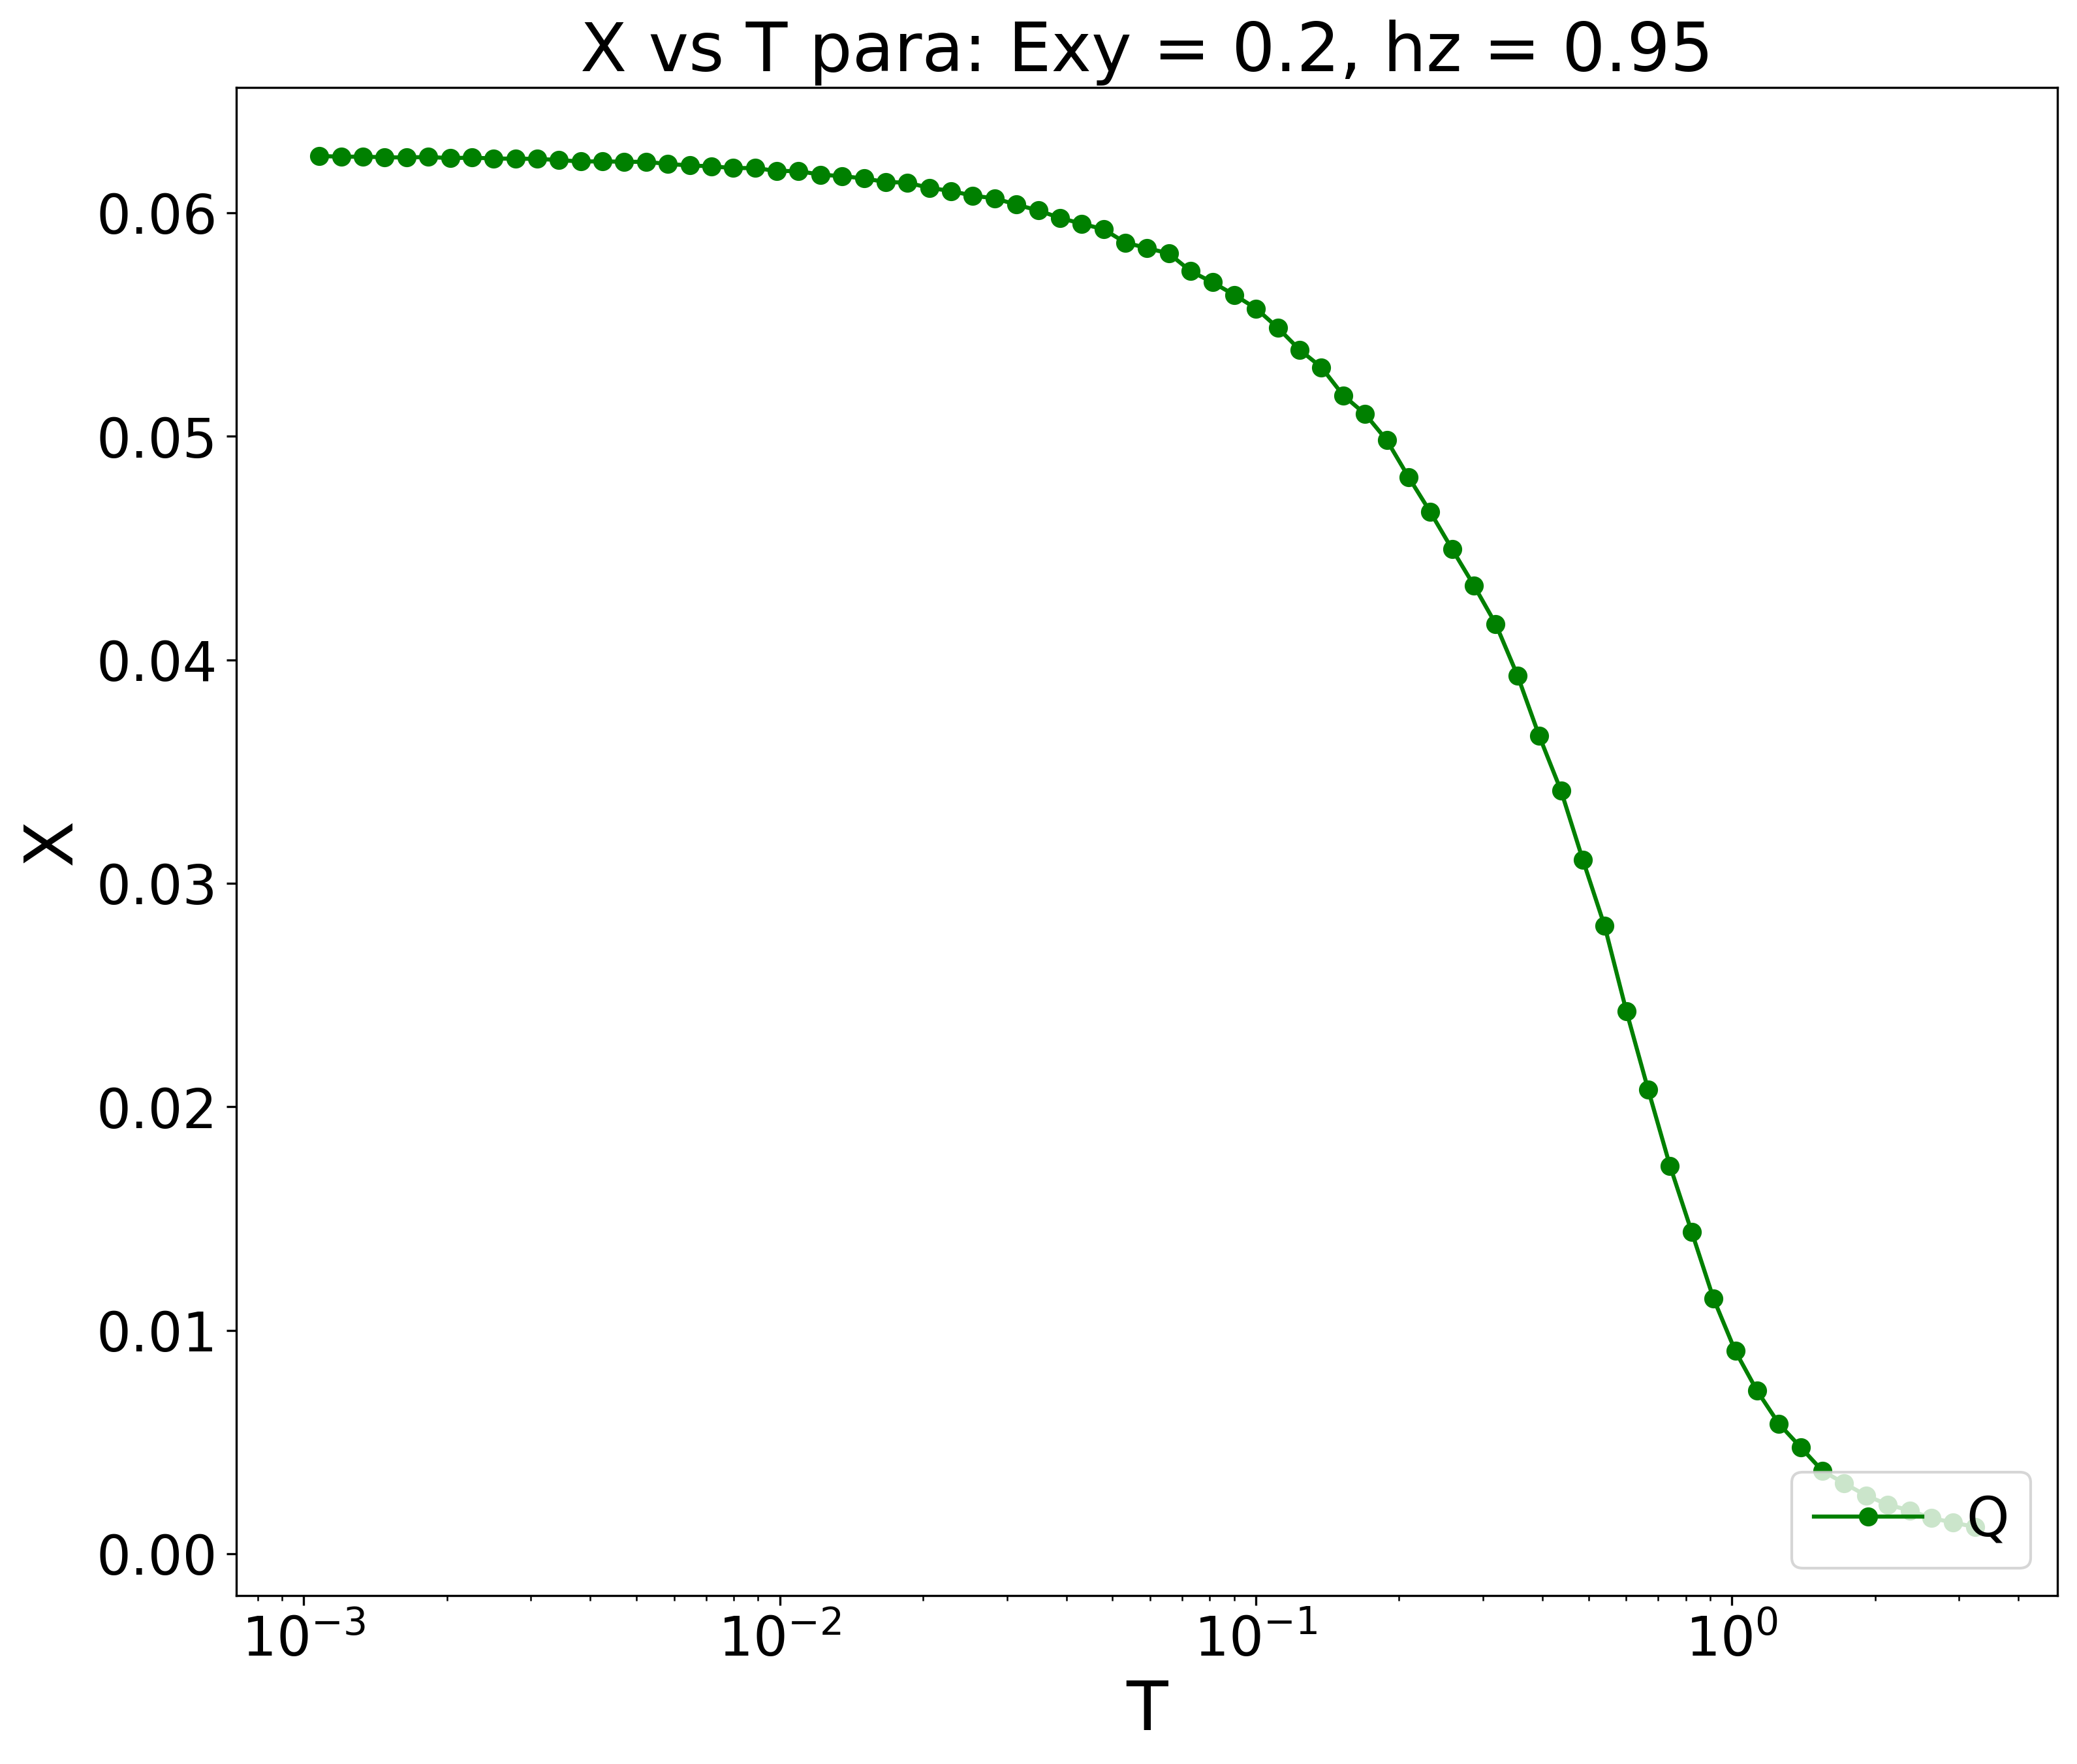 X vs T para: Exy = 0.2, hz = 0.95
X
0.06
0.05
0.04
0.03
0.02
0.01
0.00
Q
10⁻³ 10⁻² 10⁻¹ 10⁰
T